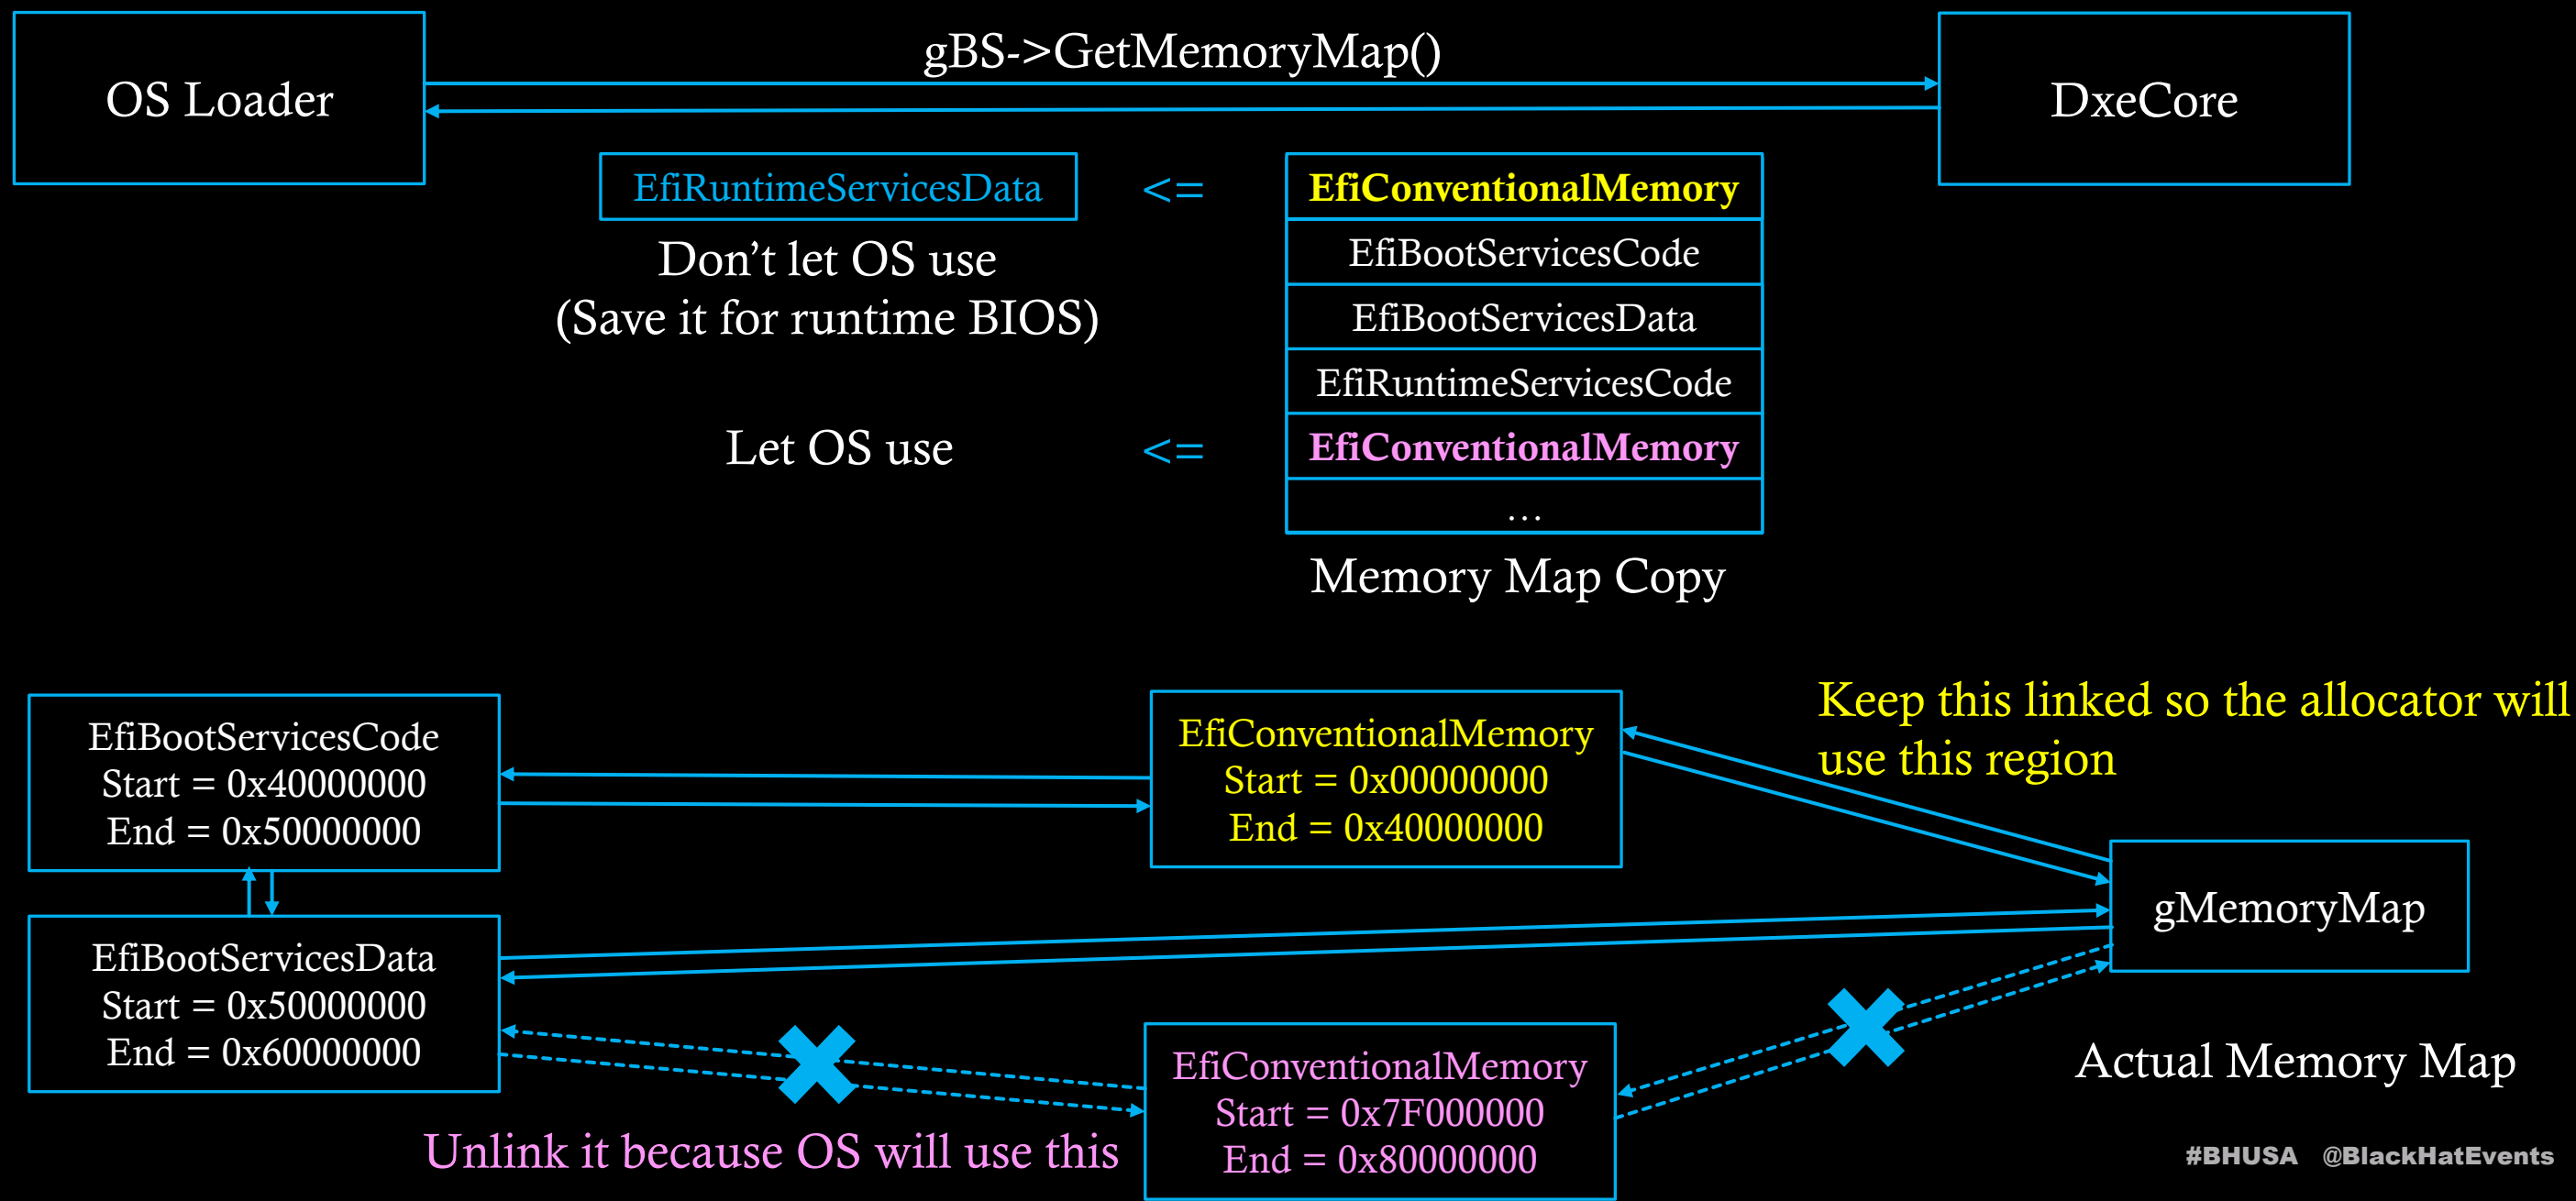 gBS->GetMemoryMap()
OS Loader
DxeCore
EfiRuntimeServicesData
<=
EfiConventionalMemory
Don’t let OS use
(Save it for runtime BIOS)
EfiBootServicesCode
EfiBootServicesData
EfiRuntimeServicesCode
Let OS use
<=
EfiConventionalMemory
...
Memory Map Copy
EfiBootServicesCode
Start = 0x40000000
End = 0x50000000
EfiConventionalMemory
Start = 0x00000000
End = 0x40000000
Keep this linked so the allocator will
use this region
gMemoryMap
EfiBootServicesData
Start = 0x50000000
End = 0x60000000
EfiConventionalMemory
Start = 0x7F000000
End = 0x80000000
Actual Memory Map
Unlink it because OS will use this
#BHUSA @BlackHatEvents